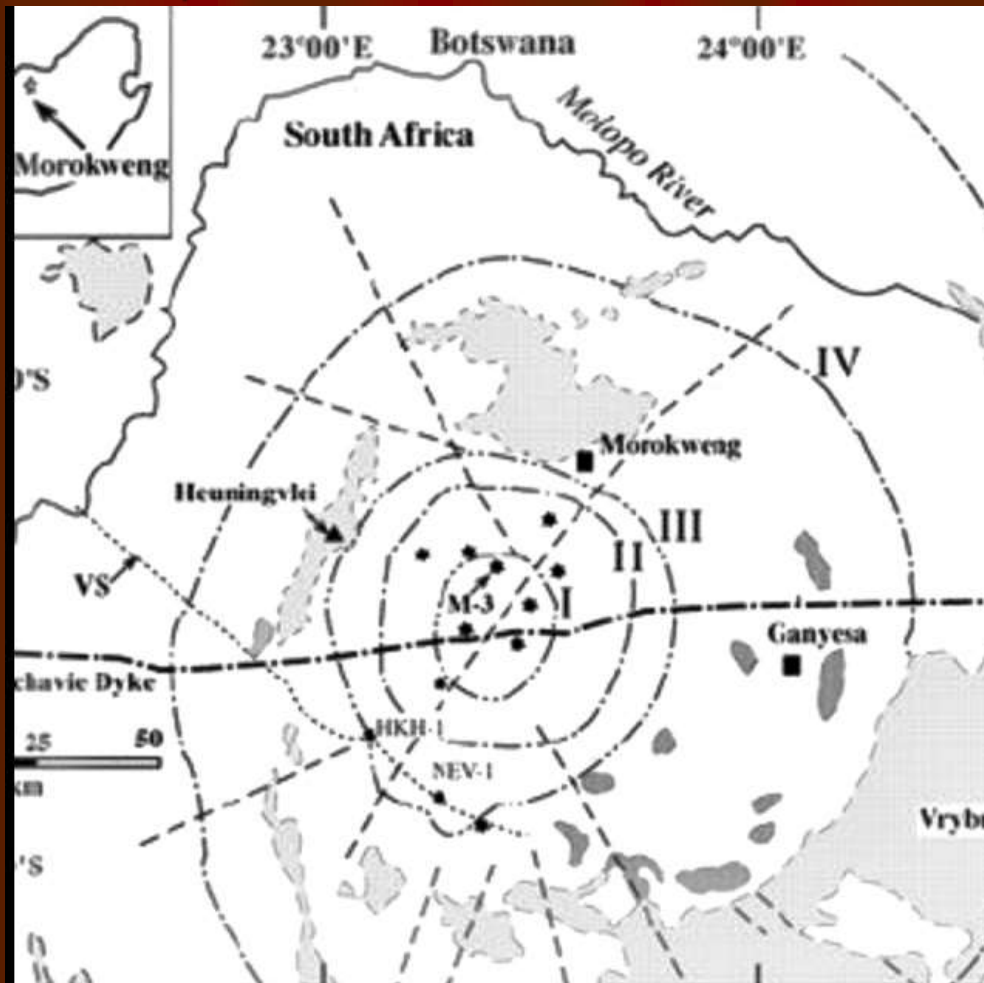 23°00'E
Botswana
24°00'E
South Africa
Molopo River
Morokweng
0'S
IV
Morokweng
Heuningvlei
III
II
VS
M-3
I
Ganyesa
chavic Dyke
HKH-1
25
50
km
NEV-1
Vrybu
'S